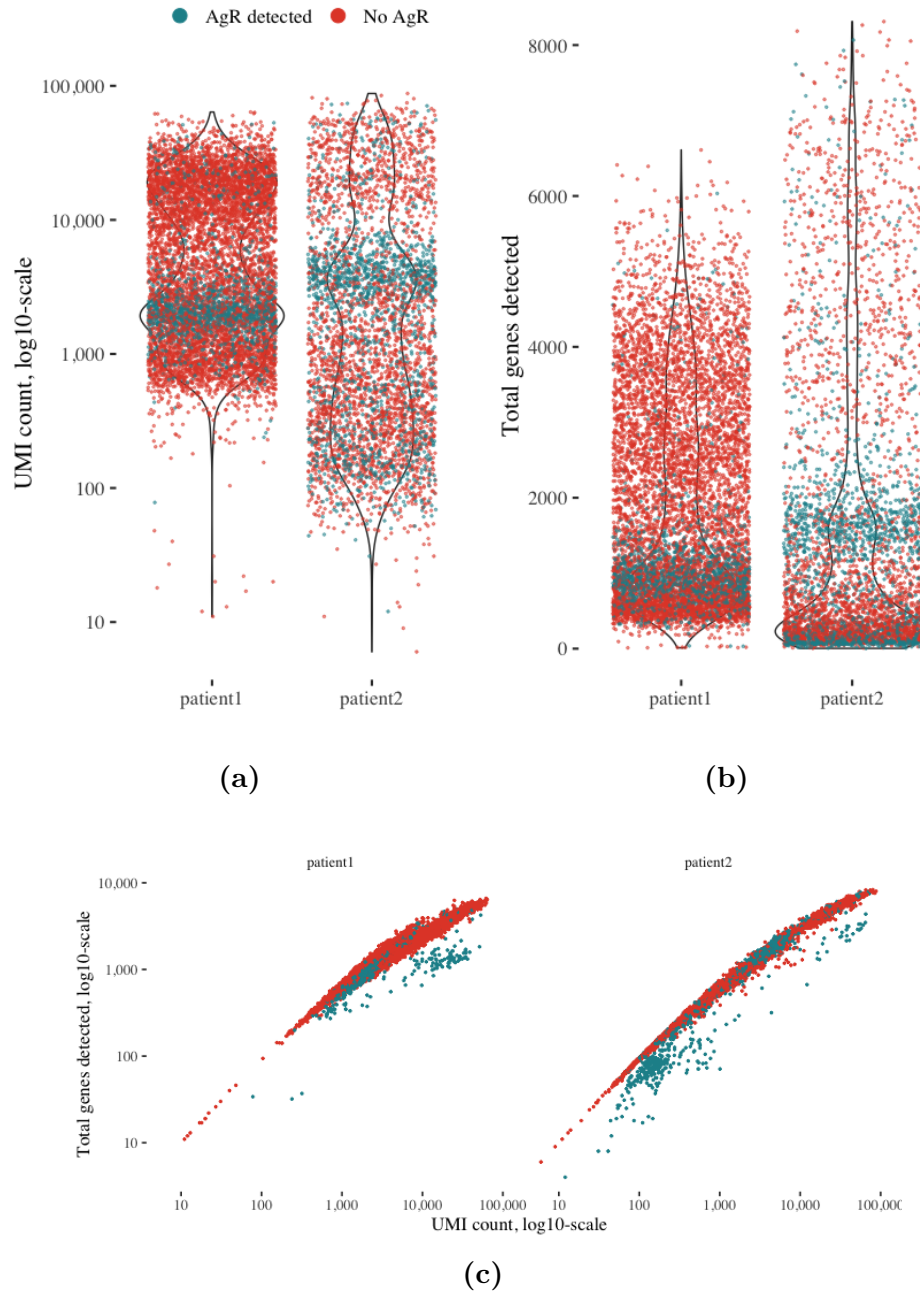 AgR detected No AgR
UMI count, log10-scale
100,000
10,000
1,000
100
10
patient1 patient2
(a)
Total genes detected
8000
6000
4000
2000
0
patient1 patient2
(b)
patient1 patient2
Total genes detected, log10-scale
10,000
1,000
100
10
10 100 1,000 10,000 100,000 10 100 1,000 10,000 100,000
UMI count, log10-scale
(c)